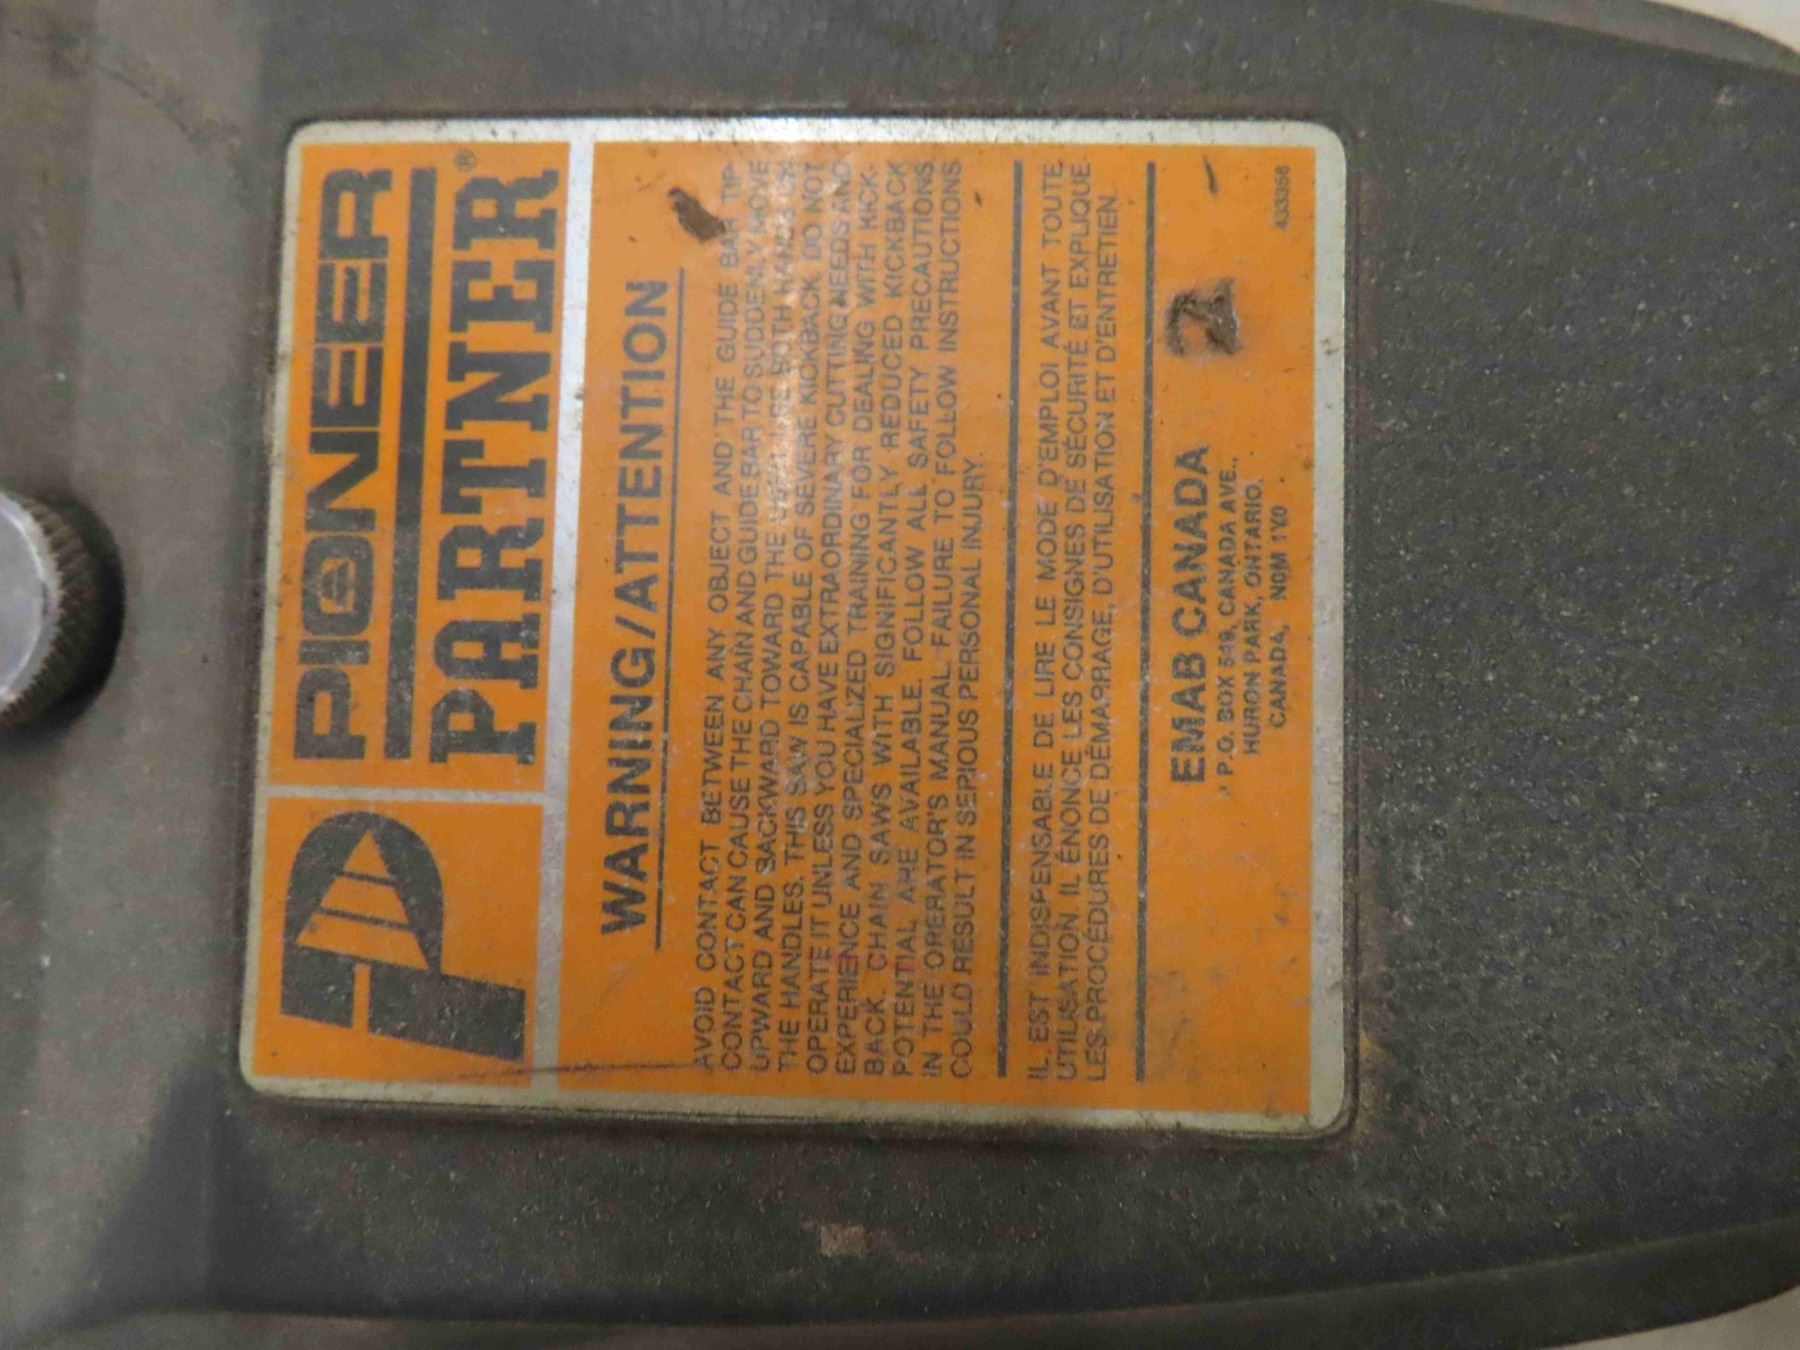 PIONEER
PARTNER®
WARNING/ATTENTION
AVOID CONTACT BETWEEN ANY OBJECT AND THE GUIDE BAR TIP-
CONTACT CAN CAUSE THE CHAIN AND GUIDE BAR TO SUDDENLY MOVE
UPWARD AND BACKWARD TOWARD THE USER. USE BOTH HANDS ON
THE HANDLES. THIS SAW IS CAPABLE OF SEVERE KICKBACK. DO NOT
OPERATE IT UNLESS YOU HAVE EXTRAORDINARY CUTTING NEEDS AND
EXPERIENCE AND SPECIALIZED TRAINING FOR DEALING WITH KICK-
BACK. CHAIN SAWS WITH SIGNIFICANTLY REDUCED KICKBACK
POTENTIAL ARE AVAILABLE. FOLLOW ALL SAFETY PRECAUTIONS
IN THE OPERATOR'S MANUAL. FAILURE TO FOLLOW INSTRUCTIONS
COULD RESULT IN SERIOUS PERSONAL INJURY.
IL EST INDISPENSABLE DE LIRE LE MODE D'EMPLOI AVANT TOUTE
UTILISATION. IL ÉNONCE LES CONSIGNES DE SÉCURITÉ ET EXPLIQUE
LES PROCÉDURES DE DÉMARRAGE, D'UTILISATION ET D'ENTRETIEN.
EMAB CANADA
P.O. BOX 549, CANADA AVE.,
HURON PARK, ONTARIO,
CANADA, N0M 1Y0
433358